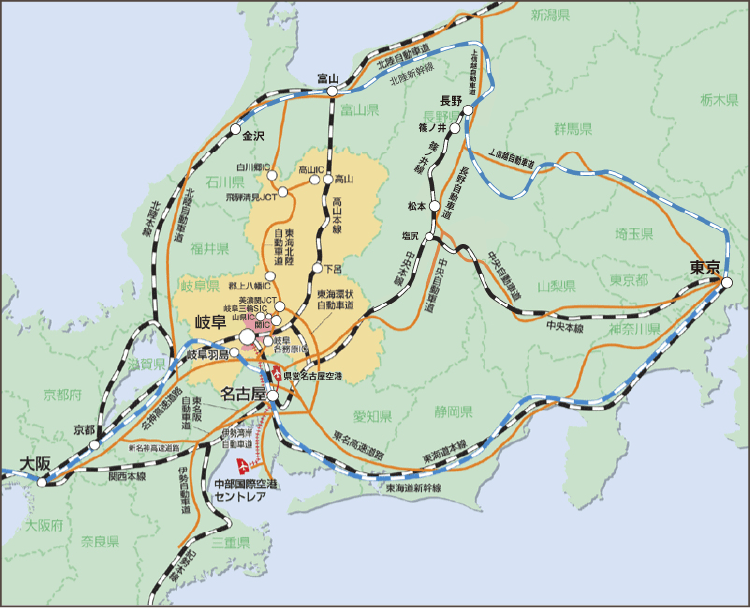 新潟県
北陸自動車道
北陸新幹線
上信越自動車道
富山
富山県
長野
長野県
栃木県
群馬県
篠ノ井
篠ノ井線
上信越自動車道
金沢
白川郷IC
高山IC
高山
石川県
飛騨清見JCT
高山本線
長野自動車道
松本
塩尻
北陸本線
北陸自動車道
福井県
東海北陸
自動車道
下呂
埼玉県
東京
岐阜県
郡上八幡IC
中央本線
中央自動車道
中央自動車道
山梨県
東京都
美濃関JCT
岐阜三輪SIC
山県IC
関IC
東海環状
自動車道
岐阜
中央本線
神奈川県
岐阜
各務原IC
岐阜羽島
滋賀県
県営名古屋空港
京都府
名古屋
名神高速道路
東名阪
自動車道
愛知県
静岡県
京都
伊勢湾岸
自動車道
新名神高速道路
東名高速道路
東海道本線
大阪
関西本線
伊勢自動車道
中部国際空港
セントレア
東海道新幹線
大阪府
奈良県
三重県
紀勢本線